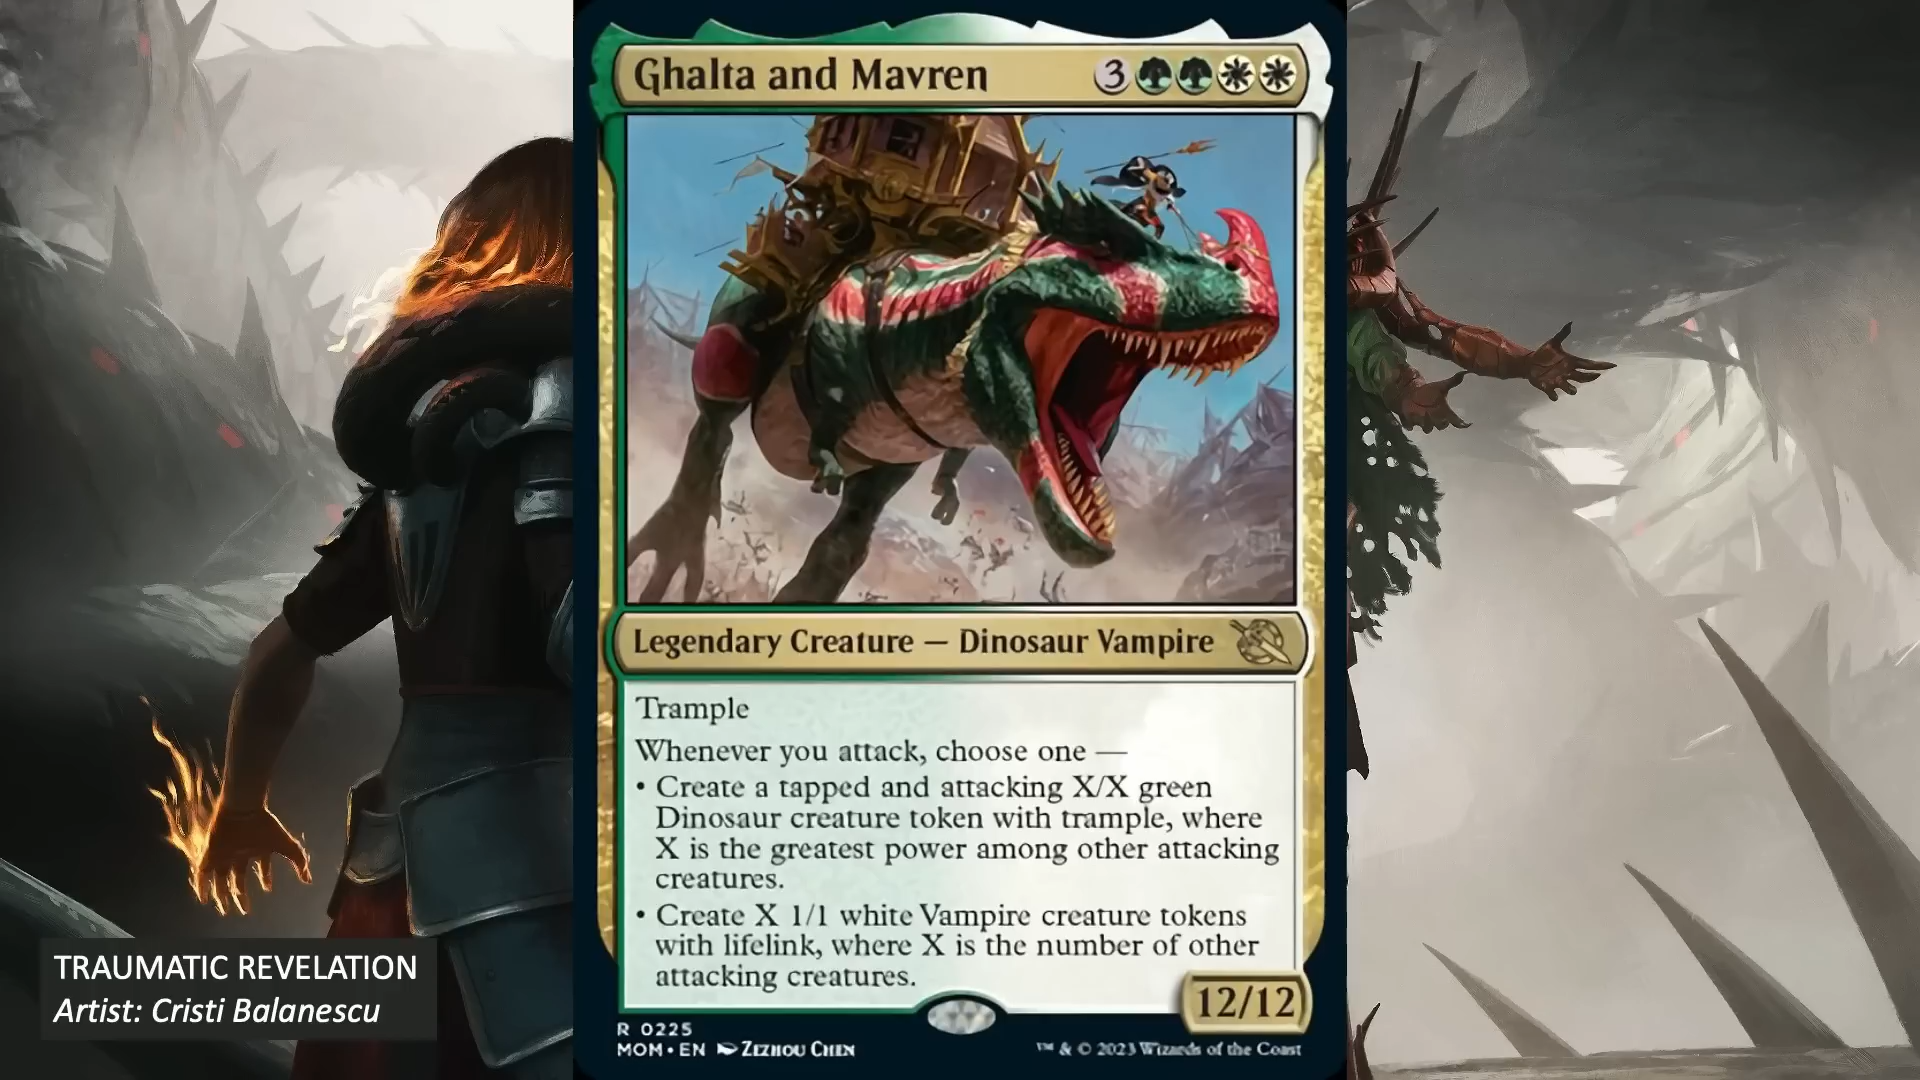 Ghalta and Mavren 3
Legendary Creature — Dinosaur Vampire
Trample
Whenever you attack, choose one —
• Create a tapped and attacking X/X green
Dinosaur creature token with trample, where
X is the greatest power among other attacking
creatures.
• Create X 1/1 white Vampire creature tokens
with lifelink, where X is the number of other
attacking creatures.
12/12
R 0225
MOM • EN ZEZHOU CHEN
™ & © 2023 Wizards of the Coast
TRAUMATIC REVELATION
Artist: Cristi Balanescu